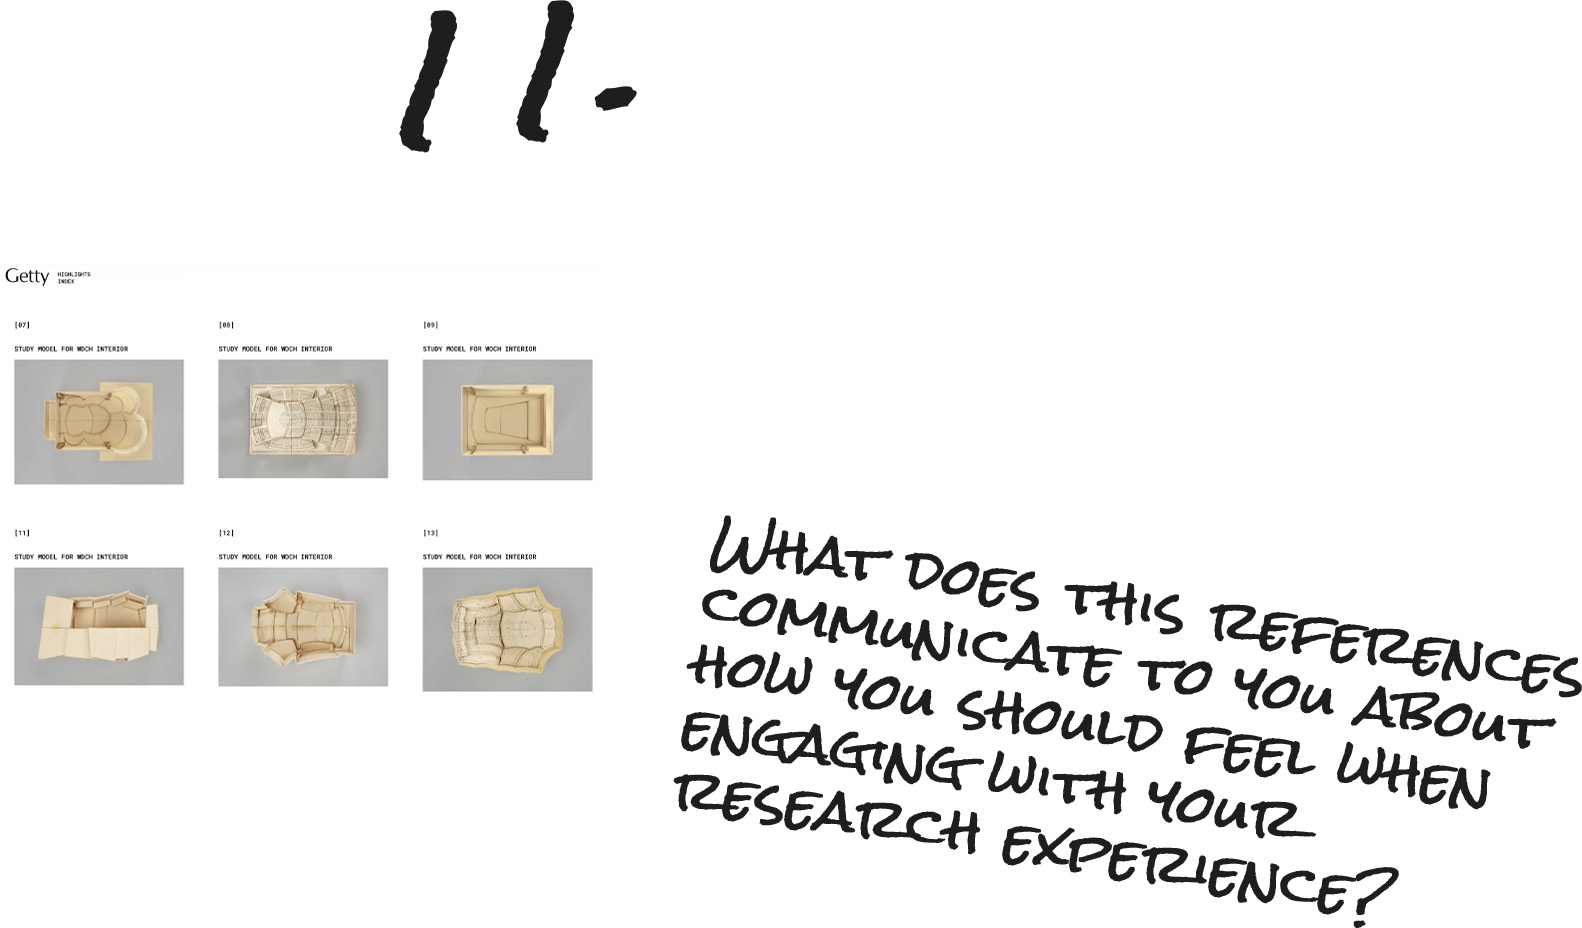 11.
Getty
HIGHLIGHTS
INDEX
[07]
[08]
[09]
STUDY MODEL FOR WDCH INTERIOR
STUDY MODEL FOR WDCH INTERIOR
STUDY MODEL FOR WDCH INTERIOR
[11]
[12]
[13]
STUDY MODEL FOR WDCH INTERIOR
STUDY MODEL FOR WDCH INTERIOR
STUDY MODEL FOR WDCH INTERIOR
WHAT DOES THIS REFERENCES
COMMUNICATE TO YOU ABOUT
HOW YOU SHOULD FEEL WHEN
ENGAGING WITH YOUR
RESEARCH EXPERIENCE?